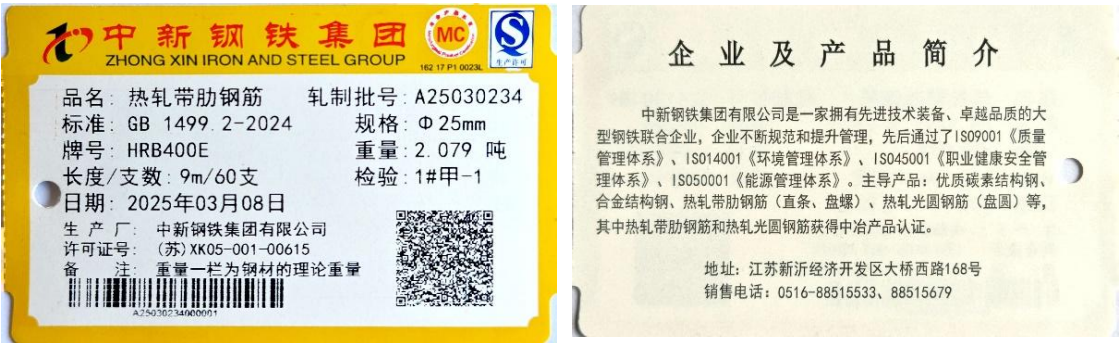 中新钢铁集团
ZHONG XIN IRON AND STEEL GROUP
MC
162 17 P1 0023L
生产许可
品名: 热轧带肋钢筋 轧制批号: A25030234
标准: GB 1499.2-2024 规格: Φ25mm
牌号: HRB400E 重量: 2.079 吨
长度/支数: 9m/60支 检验: 1#甲-1
日期: 2025年03月08日
生 产 厂: 中新钢铁集团有限公司
许可证号: (苏)XK05-001-00615
备 注: 重量一栏为钢材的理论重量
A25030234000001
企业及产品简介
中新钢铁集团有限公司是一家拥有先进技术装备、卓越品质的大
型钢铁联合企业，企业不断规范和提升管理，先后通过了ISO9001《质量
管理体系》、ISO14001《环境管理体系》、ISO45001《职业健康安全管
理体系》、ISO50001《能源管理体系》。主导产品：优质碳素结构钢、
合金结构钢、热轧带肋钢筋（直条、盘螺）、热轧光圆钢筋（盘圆）等，
其中热轧带肋钢筋和热轧光圆钢筋获得中冶产品认证。
地址：江苏新沂经济开发区大桥西路168号
销售电话：0516-88515533、88515679